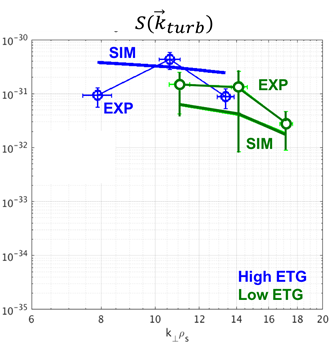 S(k⃗turb)
10⁻³⁰
SIM
10⁻³¹
EXP
EXP
10⁻³²
SIM
10⁻³³
10⁻³⁴
High ETG
Low ETG
10⁻³⁵
6 8 10 12 14 16 18 20
k⊥ρs